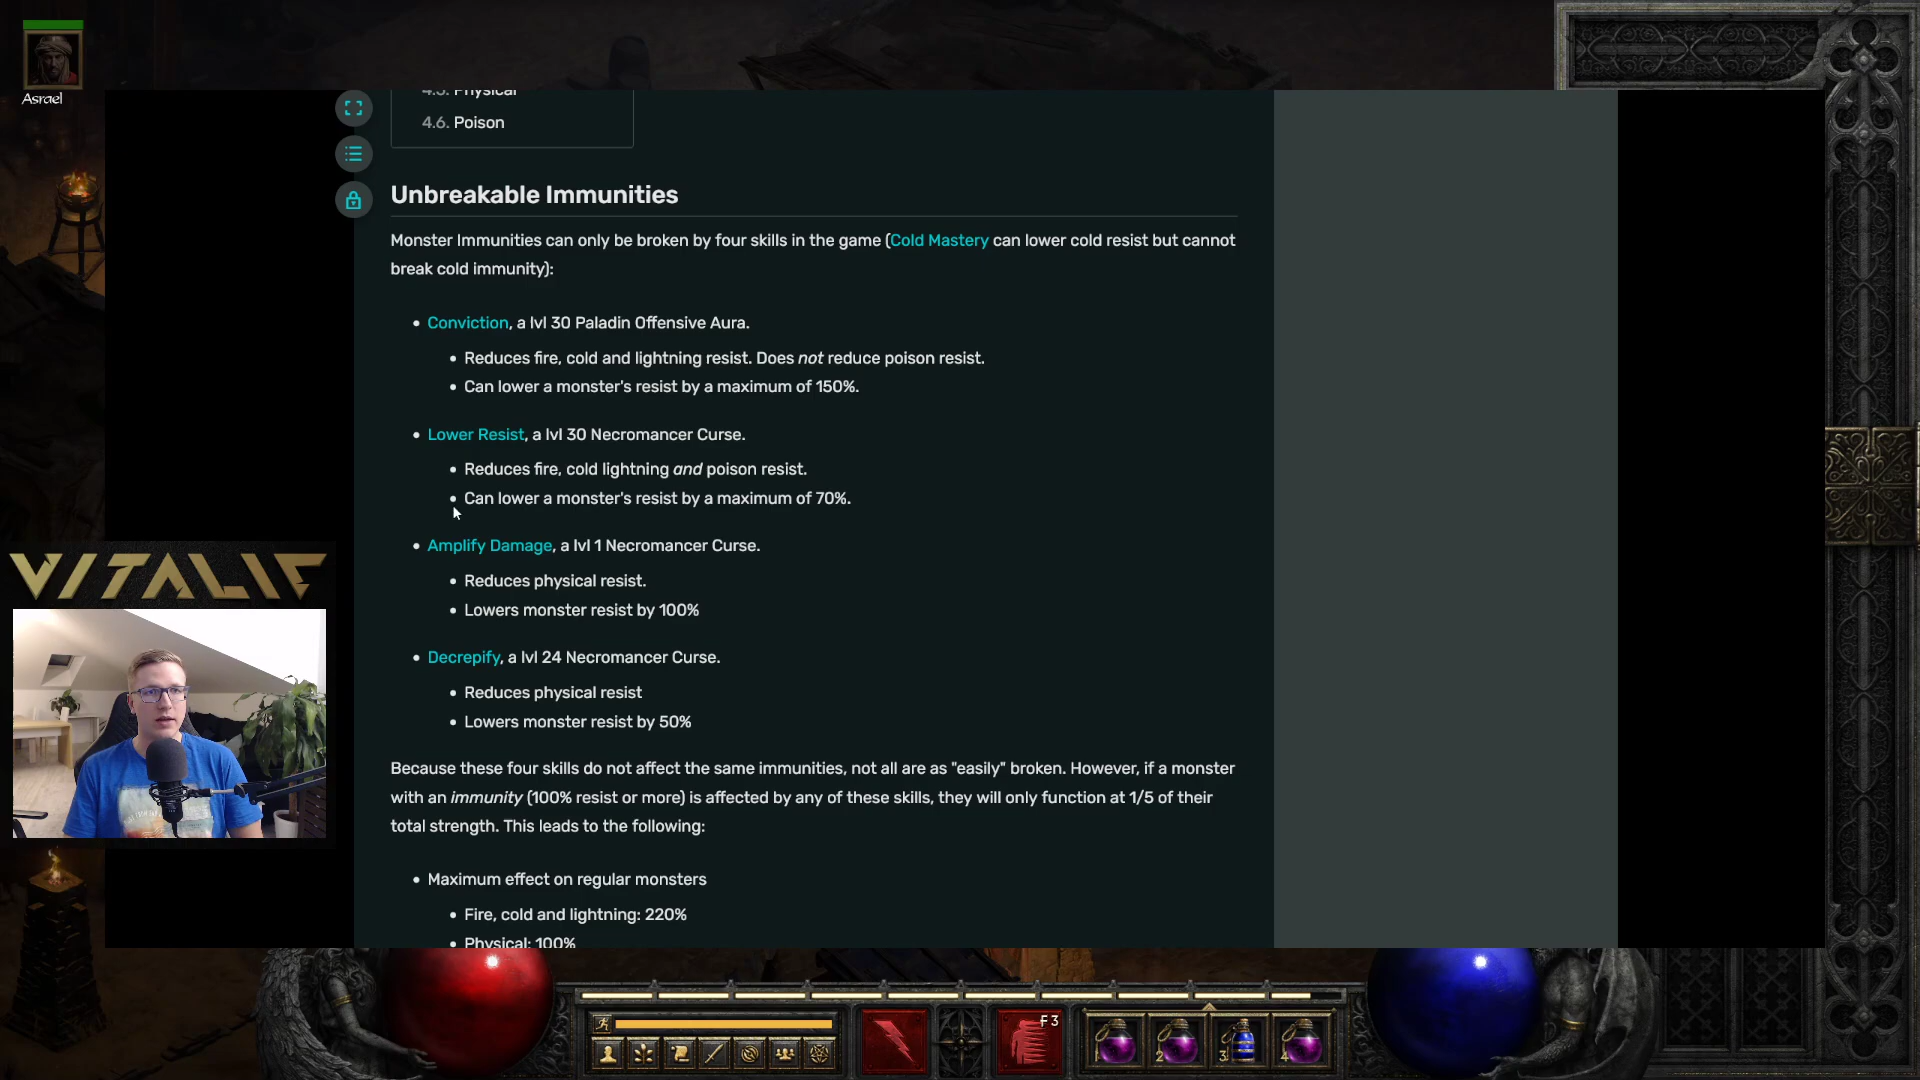 Asrael
4.5. Physical
4.6. Poison
Unbreakable Immunities
Monster Immunities can only be broken by four skills in the game (Cold Mastery can lower cold resist but cannot
break cold immunity):
• Conviction, a lvl 30 Paladin Offensive Aura.
• Reduces fire, cold and lightning resist. Does not reduce poison resist.
• Can lower a monster's resist by a maximum of 150%.
• Lower Resist, a lvl 30 Necromancer Curse.
• Reduces fire, cold lightning and poison resist.
• Can lower a monster's resist by a maximum of 70%.
• Amplify Damage, a lvl 1 Necromancer Curse.
• Reduces physical resist.
• Lowers monster resist by 100%
• Decrepify, a lvl 24 Necromancer Curse.
• Reduces physical resist
• Lowers monster resist by 50%
Because these four skills do not affect the same immunities, not all are as "easily" broken. However, if a monster
with an immunity (100% resist or more) is affected by any of these skills, they will only function at 1/5 of their
total strength. This leads to the following:
• Maximum effect on regular monsters
• Fire, cold and lightning: 220%
• Physical: 100%
VITALIC
F3
1 2 3 4